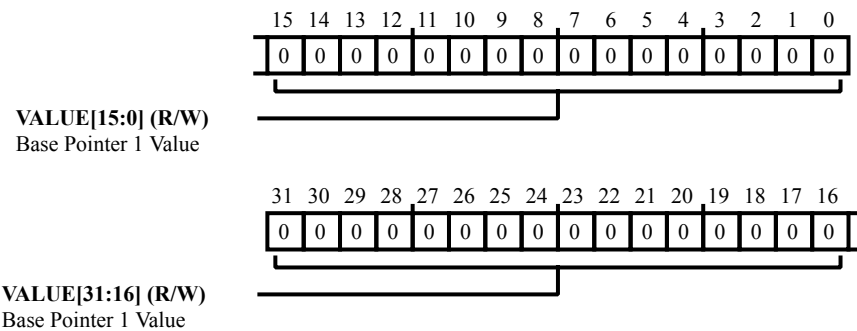 15 14 13 12 11 10 9 8 7 6 5 4 3 2 1 0
0 0 0 0 0 0 0 0 0 0 0 0 0 0 0 0
VALUE[15:0] (R/W)
Base Pointer 1 Value
31 30 29 28 27 26 25 24 23 22 21 20 19 18 17 16
0 0 0 0 0 0 0 0 0 0 0 0 0 0 0 0
VALUE[31:16] (R/W)
Base Pointer 1 Value